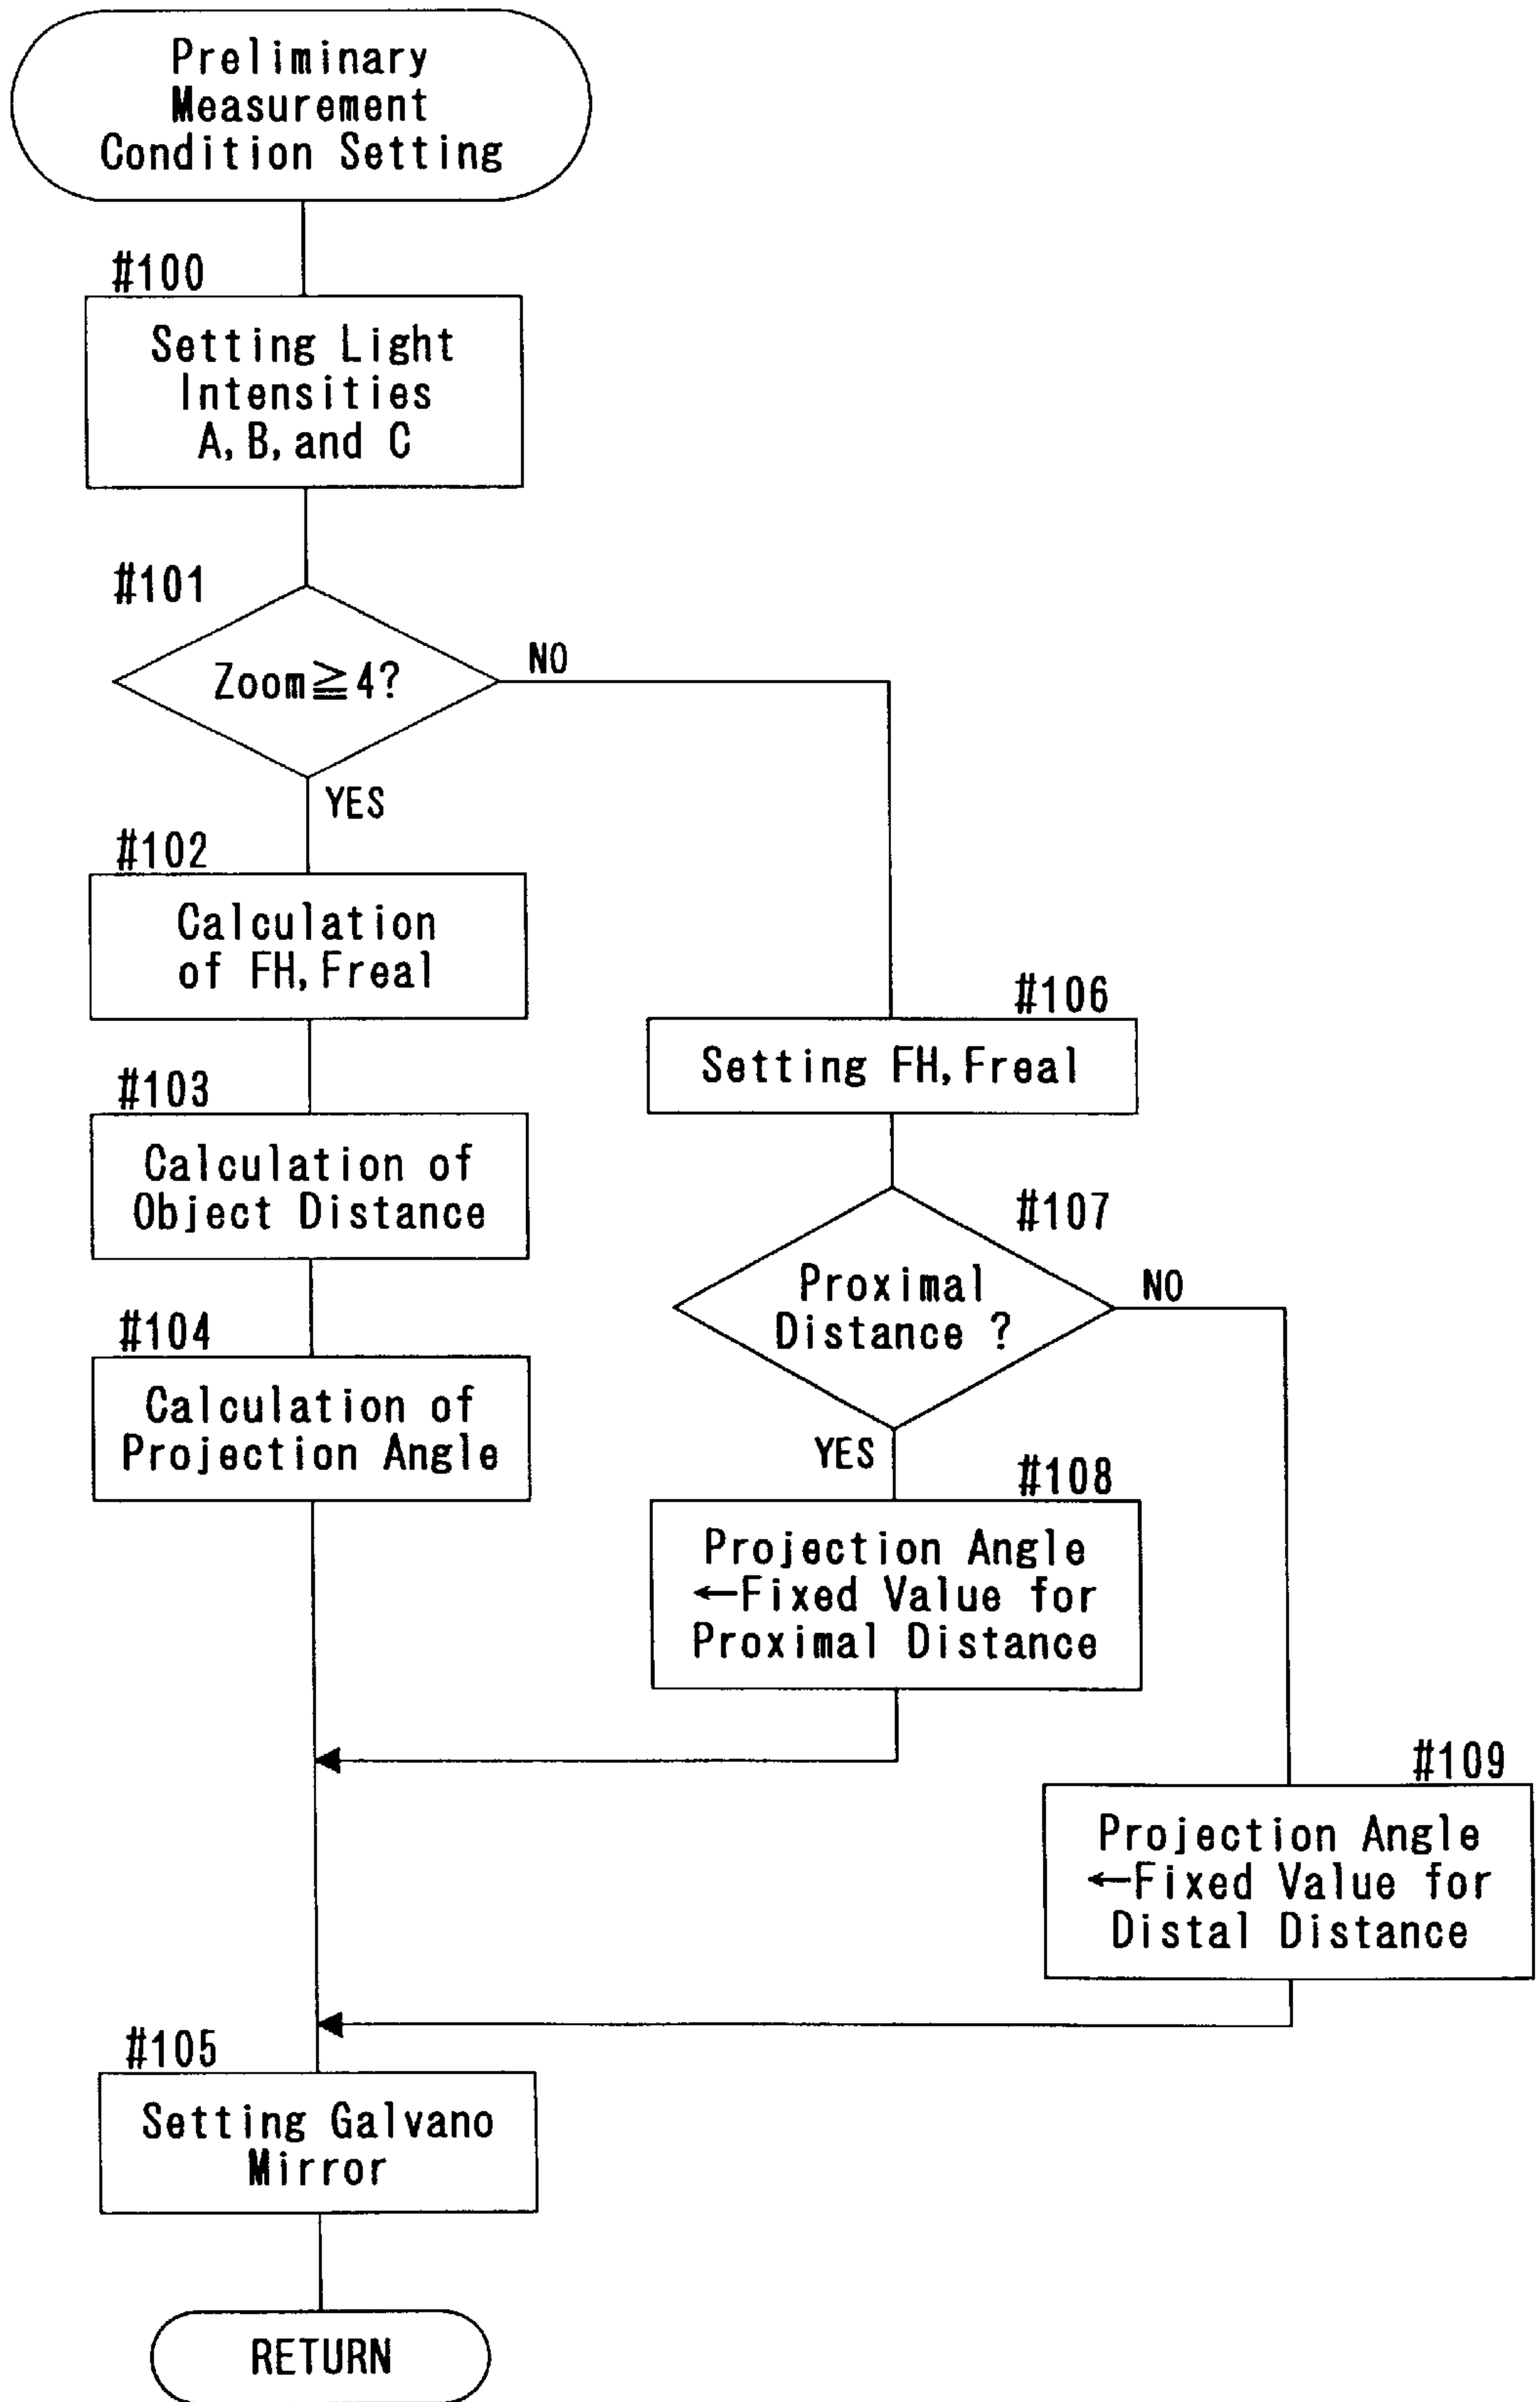 Preliminary
Measurement
Condition Setting
#100
Setting Light
Intensities
A, B, and C
#101
Zoom≧4?
NO
YES
#102
Calculation
of FH, Freal
#103
Calculation of
Object Distance
#104
Calculation of
Projection Angle
#106
Setting FH, Freal
#107
Proximal
Distance ?
NO
YES
#108
Projection Angle
←Fixed Value for
Proximal Distance
#109
Projection Angle
←Fixed Value for
Distal Distance
#105
Setting Galvano
Mirror
RETURN